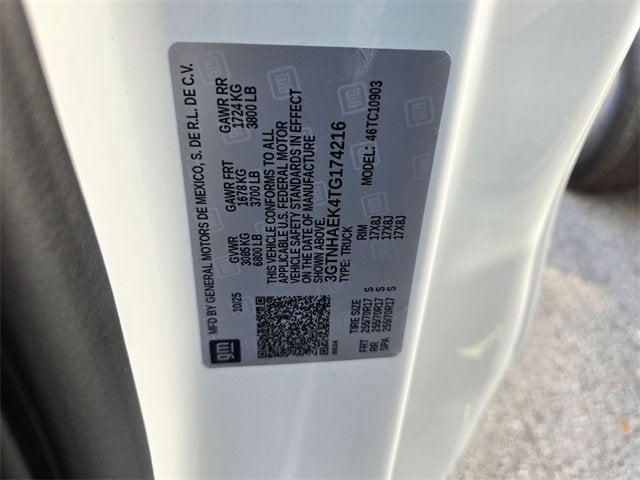 MFD BY GENERAL MOTORS DE MEXICO, S. DE R.L. DE C.V.
10/25
GVWR GAWR FRT GAWR RR
3085 KG 1678 KG 1724 KG
6800 LB 3700 LB 3800 LB
THIS VEHICLE CONFORMS TO ALL
APPLICABLE U.S. FEDERAL MOTOR
VEHICLE SAFETY STANDARDS IN EFFECT
ON THE DATE OF MANUFACTURE
SHOWN ABOVE.
3GTNHAEK4TG174216
TYPE: TRUCK MODEL: 46TC10903
TIRE SIZE RIM
FRT 255/70R17 S 17X8J
RR 255/70R17 S 17X8J
SPA 255/70R17 S 17X8J
gm